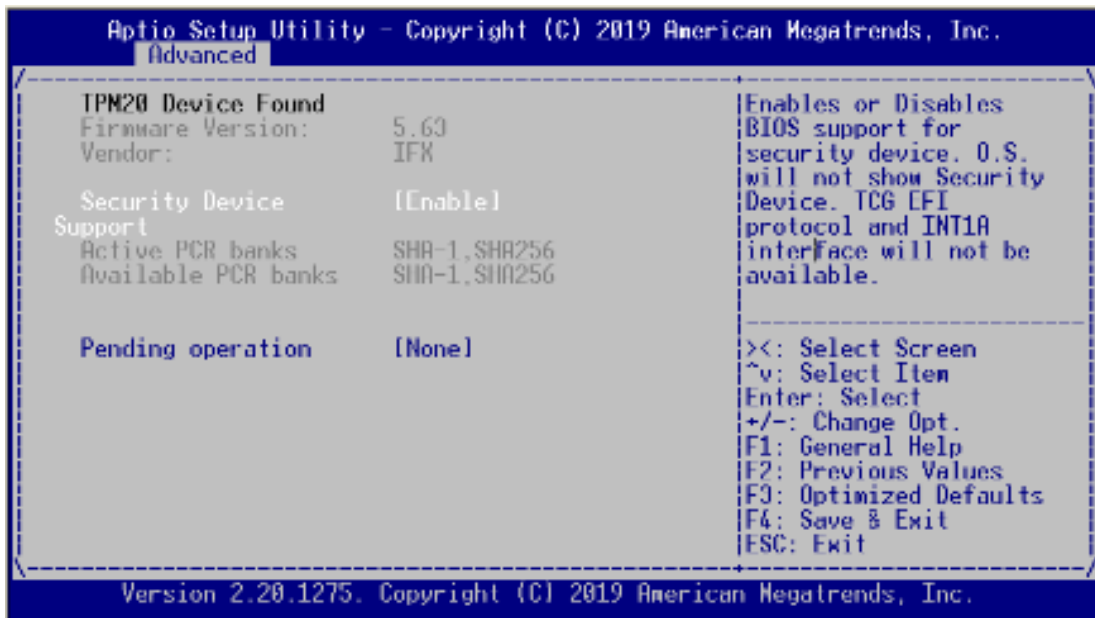 Aptio Setup Utility - Copyright (C) 2019 American Megatrends, Inc.
Advanced
TPM20 Device Found
Firmware Version: 5.63
Vendor: IFX
Security Device [Enable]
Support
Active PCR banks SHA-1,SHA256
Available PCR banks SHA-1,SHA256
Pending operation [None]
Enables or Disables
BIOS support for
security device. O.S.
will not show Security
Device. TCG EFI
protocol and INT1A
interface will not be
available.
><: Select Screen
^v: Select Item
Enter: Select
+/-: Change Opt.
F1: General Help
F2: Previous Values
F3: Optimized Defaults
F4: Save & Exit
ESC: Exit
Version 2.20.1275. Copyright (C) 2019 American Megatrends, Inc.